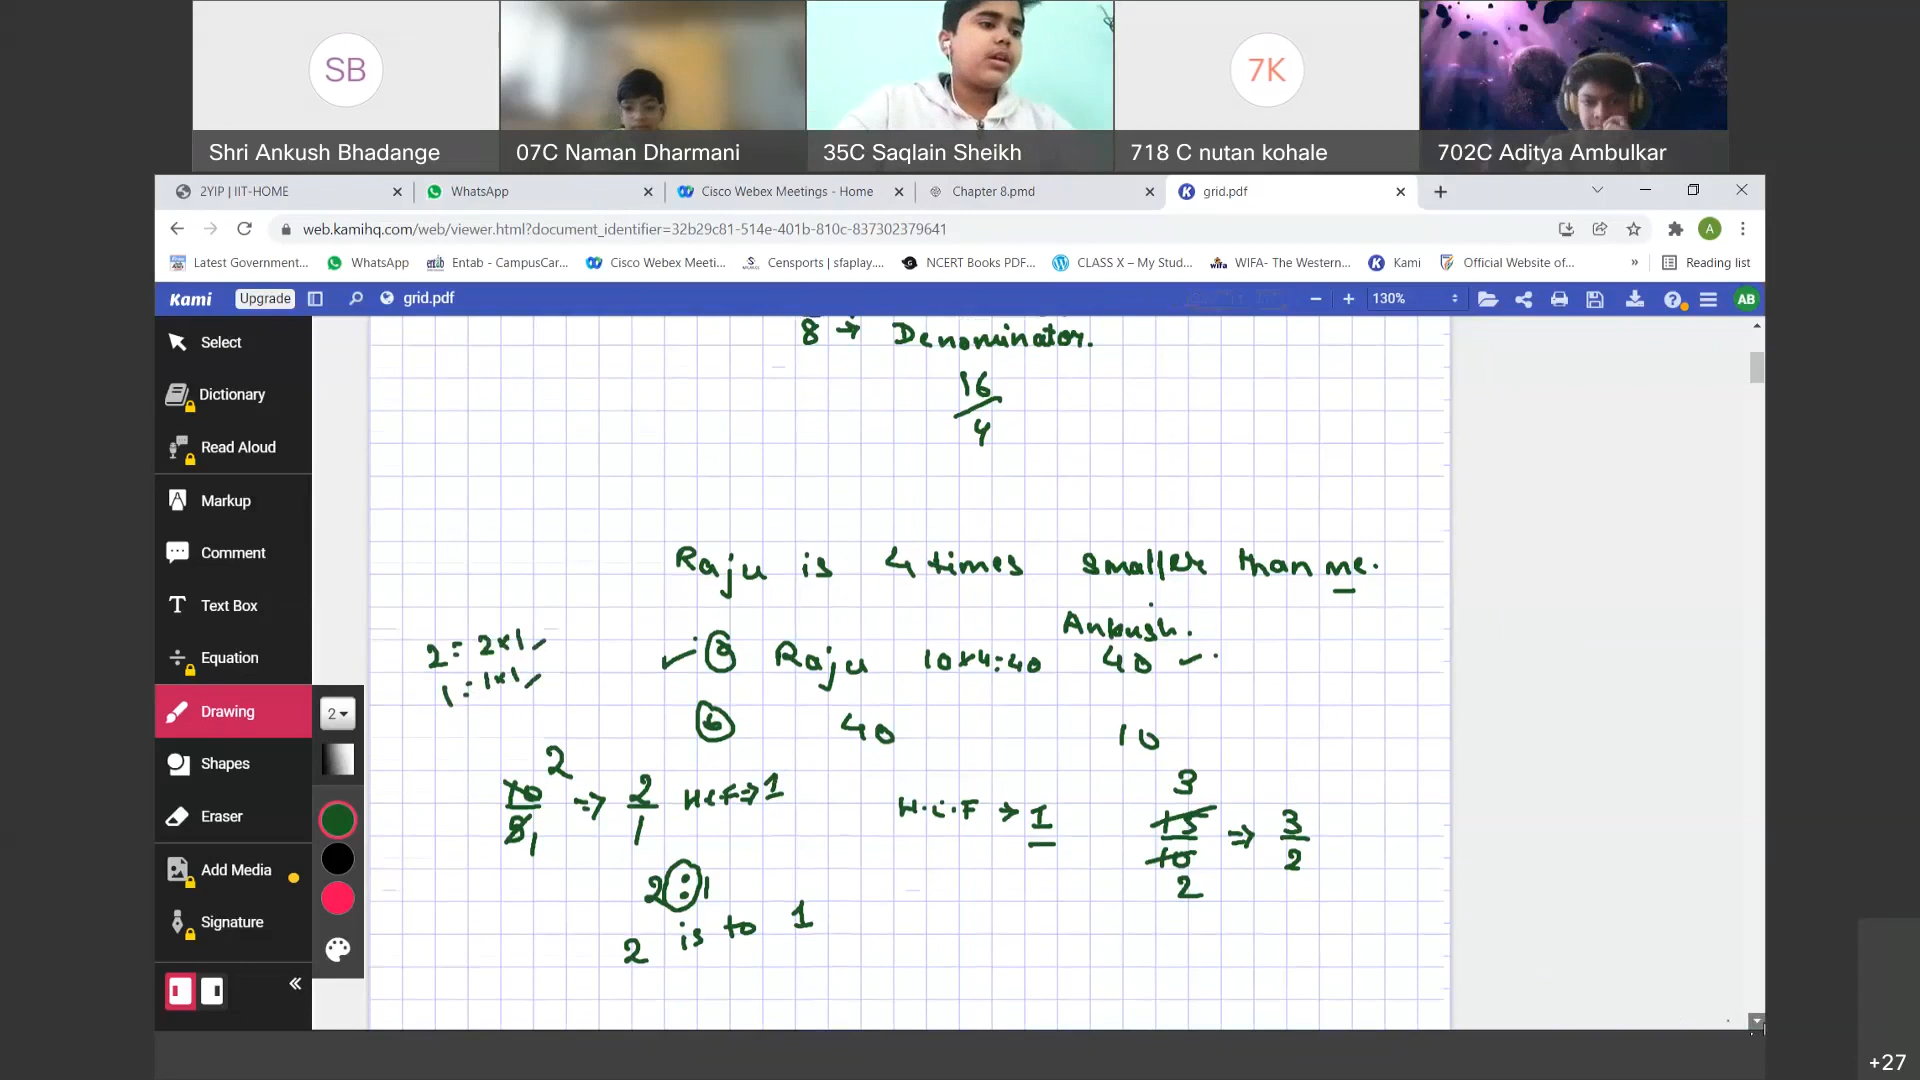 SB
7K
Shri Ankush Bhadange
07C Naman Dharmani
35C Saqlain Sheikh
718 C nutan kohale
702C Aditya Ambulkar
2YIP | IIT-HOME
WhatsApp
Cisco Webex Meetings - Home
Chapter 8.pmd
grid.pdf
web.kamihq.com/web/viewer.html?document_identifier=32b29c81-514e-401b-810c-837302379641
A
Latest Government...
WhatsApp
Entab - CampusCar...
Cisco Webex Meeti...
Censports | sfaplay....
NCERT Books PDF...
CLASS X – My Stud...
WIFA- The Western...
Kami
Official Website of...
»
Reading list
Kami
Upgrade
grid.pdf
130%
AB
Select
Dictionary
Read Aloud
Markup
Comment
Text Box
Equation
Drawing
Shapes
Eraser
Add Media
Signature
2
8 → Denominator.
16
4
Raju is 4 times smaller than me.
Ankush.
2 = 2×1 ✓
1 = 1×1 ✓
Raju 10×4=40 40 ✓
40 10
2
10/5 => 2/1 HCF => 1
1
H.C.F → 1
3
15/10 => 3/2
2
2 : 1
2 is to 1
+27